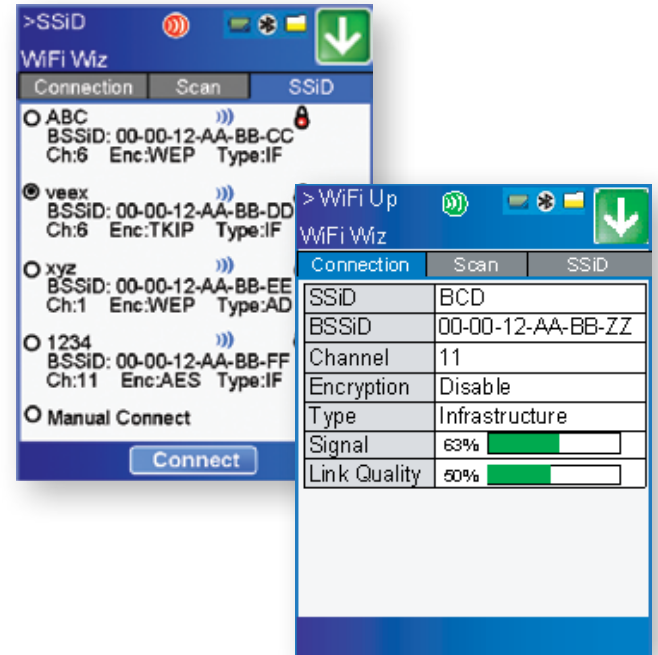 >SSiD
WiFi Wiz
Connection Scan SSiD
ABC
BSSiD: 00-00-12-AA-BB-CC
Ch:6 Enc:WEP Type:IF
veex
BSSiD: 00-00-12-AA-BB-DD
Ch:6 Enc:TKIP Type:IF
xyz
BSSiD: 00-00-12-AA-BB-EE
Ch:1 Enc:WEP Type:AD
1234
BSSiD: 00-00-12-AA-BB-FF
Ch:11 Enc:AES Type:IF
Manual Connect
Connect
> WiFi Up
WiFi Wiz
Connection Scan SSiD
SSiD BCD
BSSiD 00-00-12-AA-BB-ZZ
Channel 11
Encryption Disable
Type Infrastructure
Signal 63%
Link Quality 50%